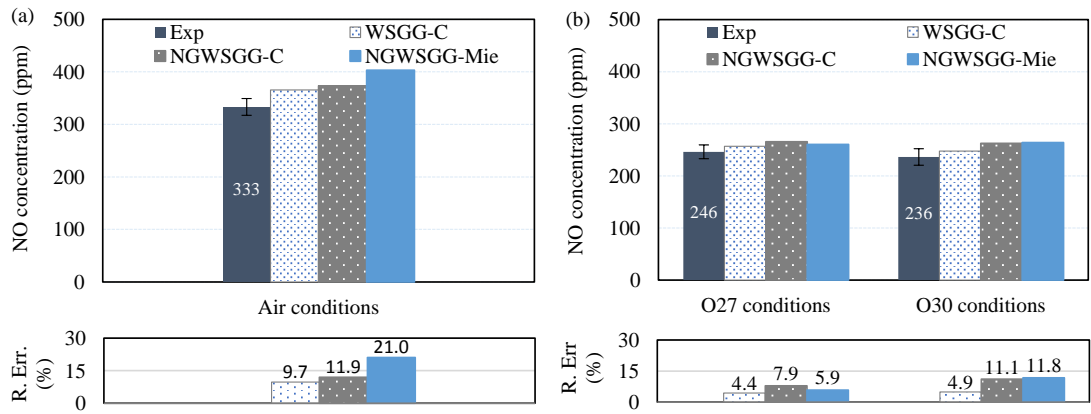 (a)
500
400
300
200
100
0
NO concentration (ppm)
Exp
WSGG-C
NGWSGG-C
NGWSGG-Mie
333
Air conditions
30
15
0
R. Err.
(%)
9.7
11.9
21.0
(b)
500
400
300
200
100
0
NO concentration (ppm)
Exp
WSGG-C
NGWSGG-C
NGWSGG-Mie
246
236
O27 conditions
O30 conditions
30
15
0
R. Err
(%)
4.4
7.9
5.9
4.9
11.1
11.8